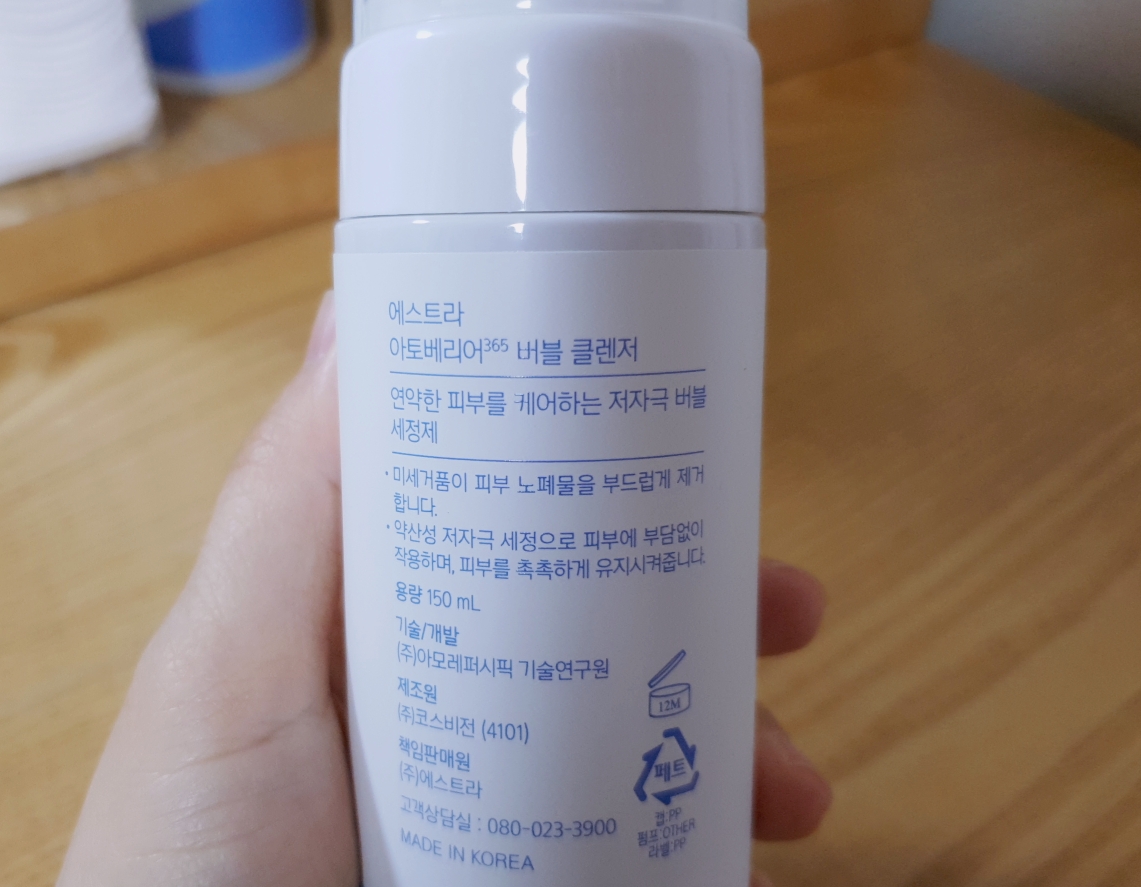 에스트라
아토베리어³⁶⁵ 버블 클렌저
연약한 피부를 케어하는 저자극 버블
세정제
· 미세거품이 피부 노폐물을 부드럽게 제거
합니다.
· 약산성 저자극 세정으로 피부에 부담없이
작용하며, 피부를 촉촉하게 유지시켜줍니다.
용량 150 mL
기술/개발
(주)아모레퍼시픽 기술연구원
제조원
(주)코스비전 (4101)
책임판매원
(주)에스트라
고객상담실 : 080-023-3900
MADE IN KOREA
12M
페트
캡:PP
펌프:OTHER
라벨:PP